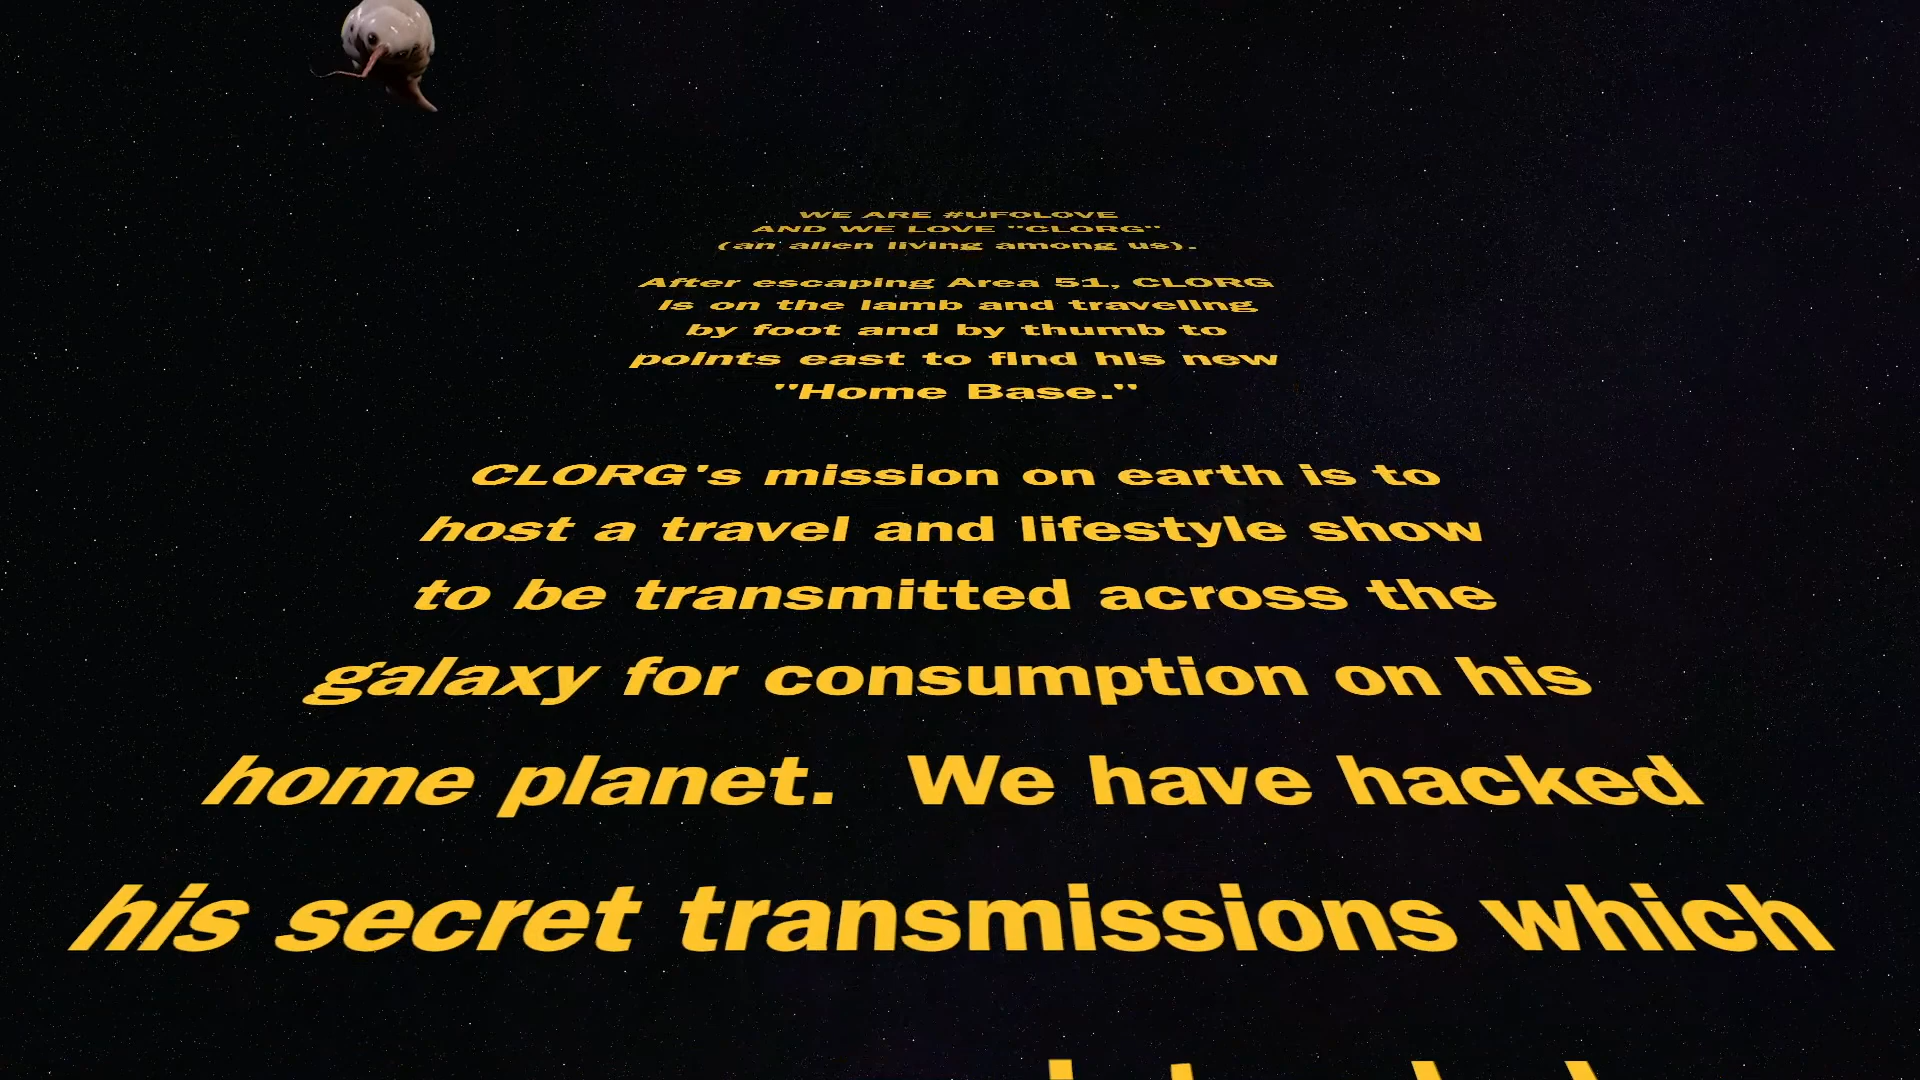 WE ARE #UFOLOVE
AND WE LOVE "CLORG"
(an alien living among us).
After escaping Area 51, CLORG
is on the lamb and traveling
by foot and by thumb to
points east to find his new
"Home Base."
CLORG's mission on earth is to
host a travel and lifestyle show
to be transmitted across the
galaxy for consumption on his
home planet.  We have hacked
his secret transmissions which